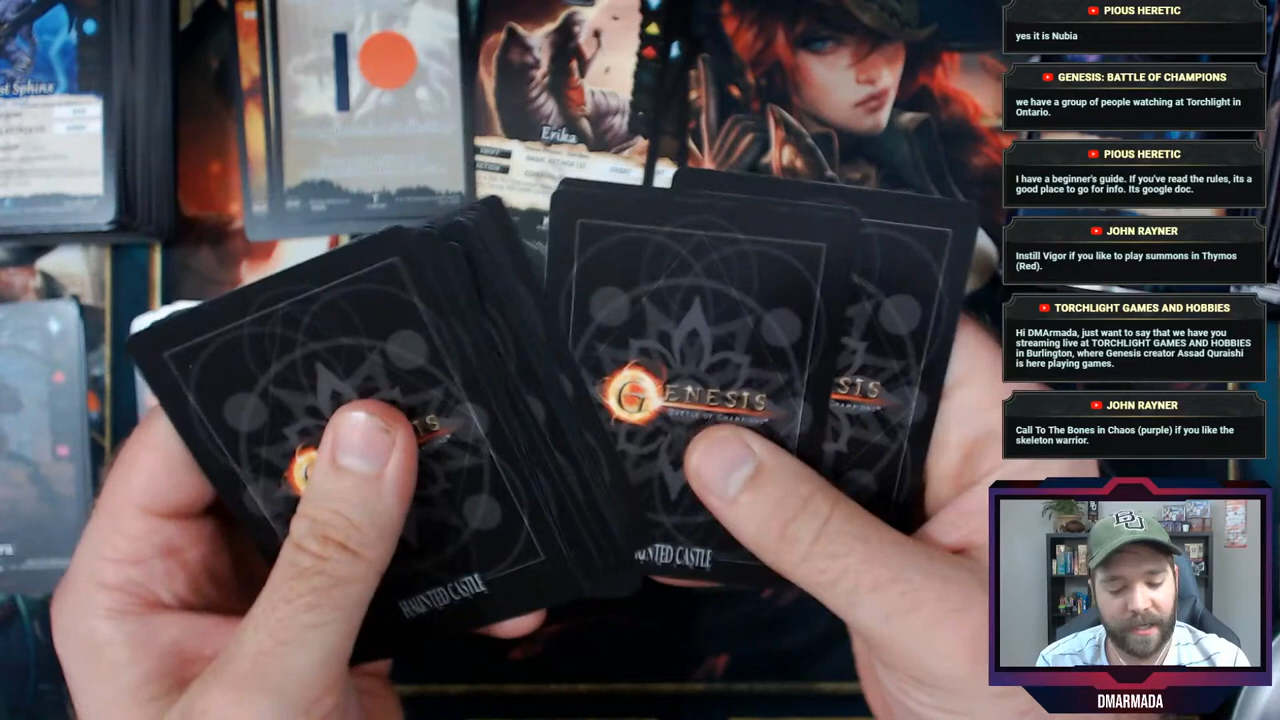 PIOUS HERETIC
yes it is Nubia
GENESIS: BATTLE OF CHAMPIONS
we have a group of people watching at Torchlight in
Ontario.
PIOUS HERETIC
I have a beginner's guide. If you've read the rules, its a
good place to go for info. Its google doc.
JOHN RAYNER
Instill Vigor if you like to play summons in Thymos
(Red).
TORCHLIGHT GAMES AND HOBBIES
Hi DMArmada, just want to say that we have you
streaming live at TORCHLIGHT GAMES AND HOBBIES
in Burlington, where Genesis creator Assad Quraishi
is here playing games.
JOHN RAYNER
Call To The Bones in Chaos (purple) if you like the
skeleton warrior.
DMARMADA
Erika
GENESIS
BATTLE OF CHAMPIONS
HAUNTED CASTLE